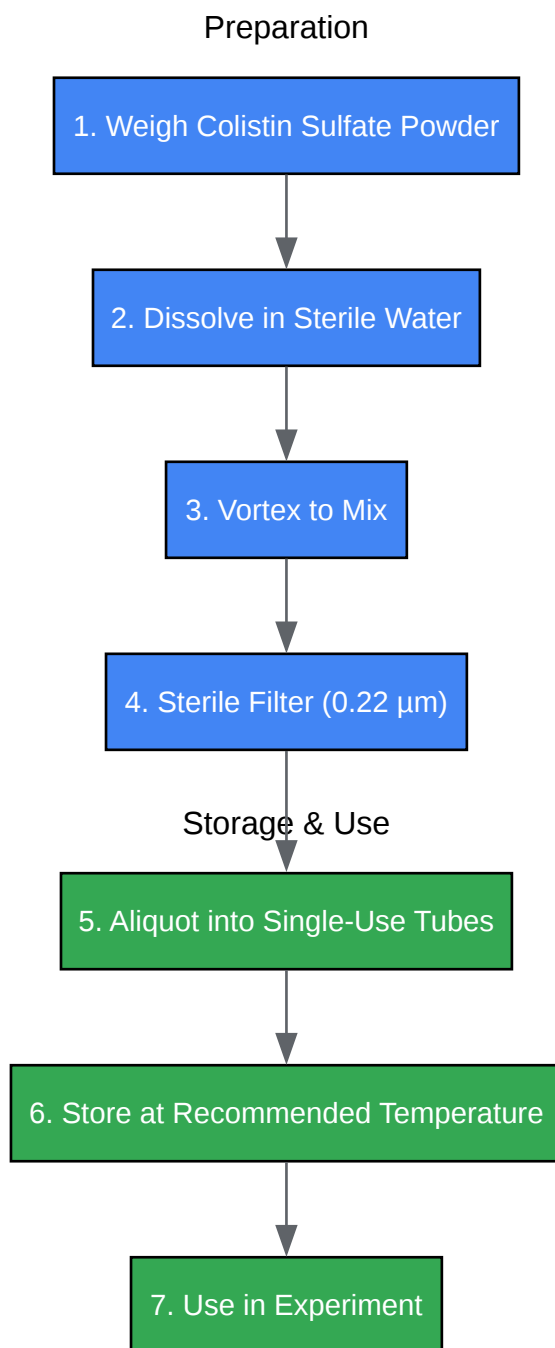 Preparation
1. Weigh Colistin Sulfate Powder
2. Dissolve in Sterile Water
3. Vortex to Mix
4. Sterile Filter (0.22 µm)
Storage & Use
5. Aliquot into Single-Use Tubes
6. Store at Recommended Temperature
7. Use in Experiment